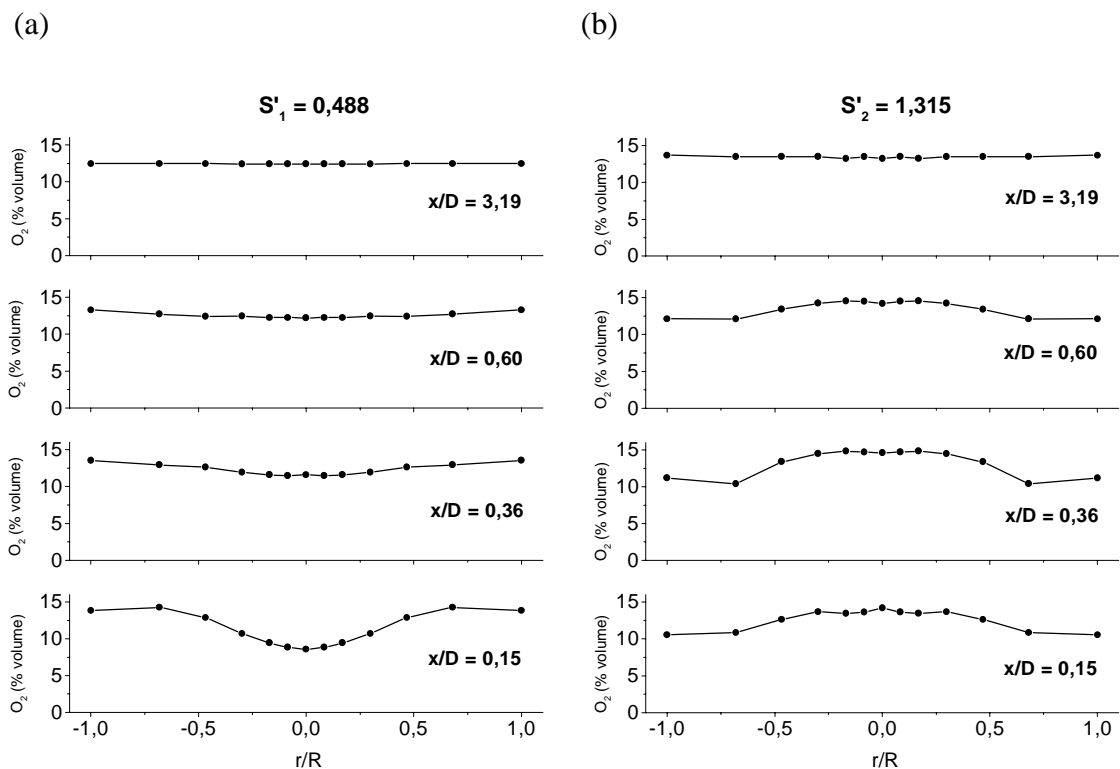 (a)
S'1 = 0,488
15
10
5
0
O2 (% volume)
x/D = 3,19
15
10
5
0
O2 (% volume)
x/D = 0,60
15
10
5
0
O2 (% volume)
x/D = 0,36
15
10
5
0
O2 (% volume)
x/D = 0,15
-1,0 -0,5 0,0 0,5 1,0
r/R
(b)
S'2 = 1,315
15
10
5
0
O2 (% volume)
x/D = 3,19
15
10
5
0
O2 (% volume)
x/D = 0,60
15
10
5
0
O2 (% volume)
x/D = 0,36
15
10
5
0
O2 (% volume)
x/D = 0,15
-1,0 -0,5 0,0 0,5 1,0
r/R